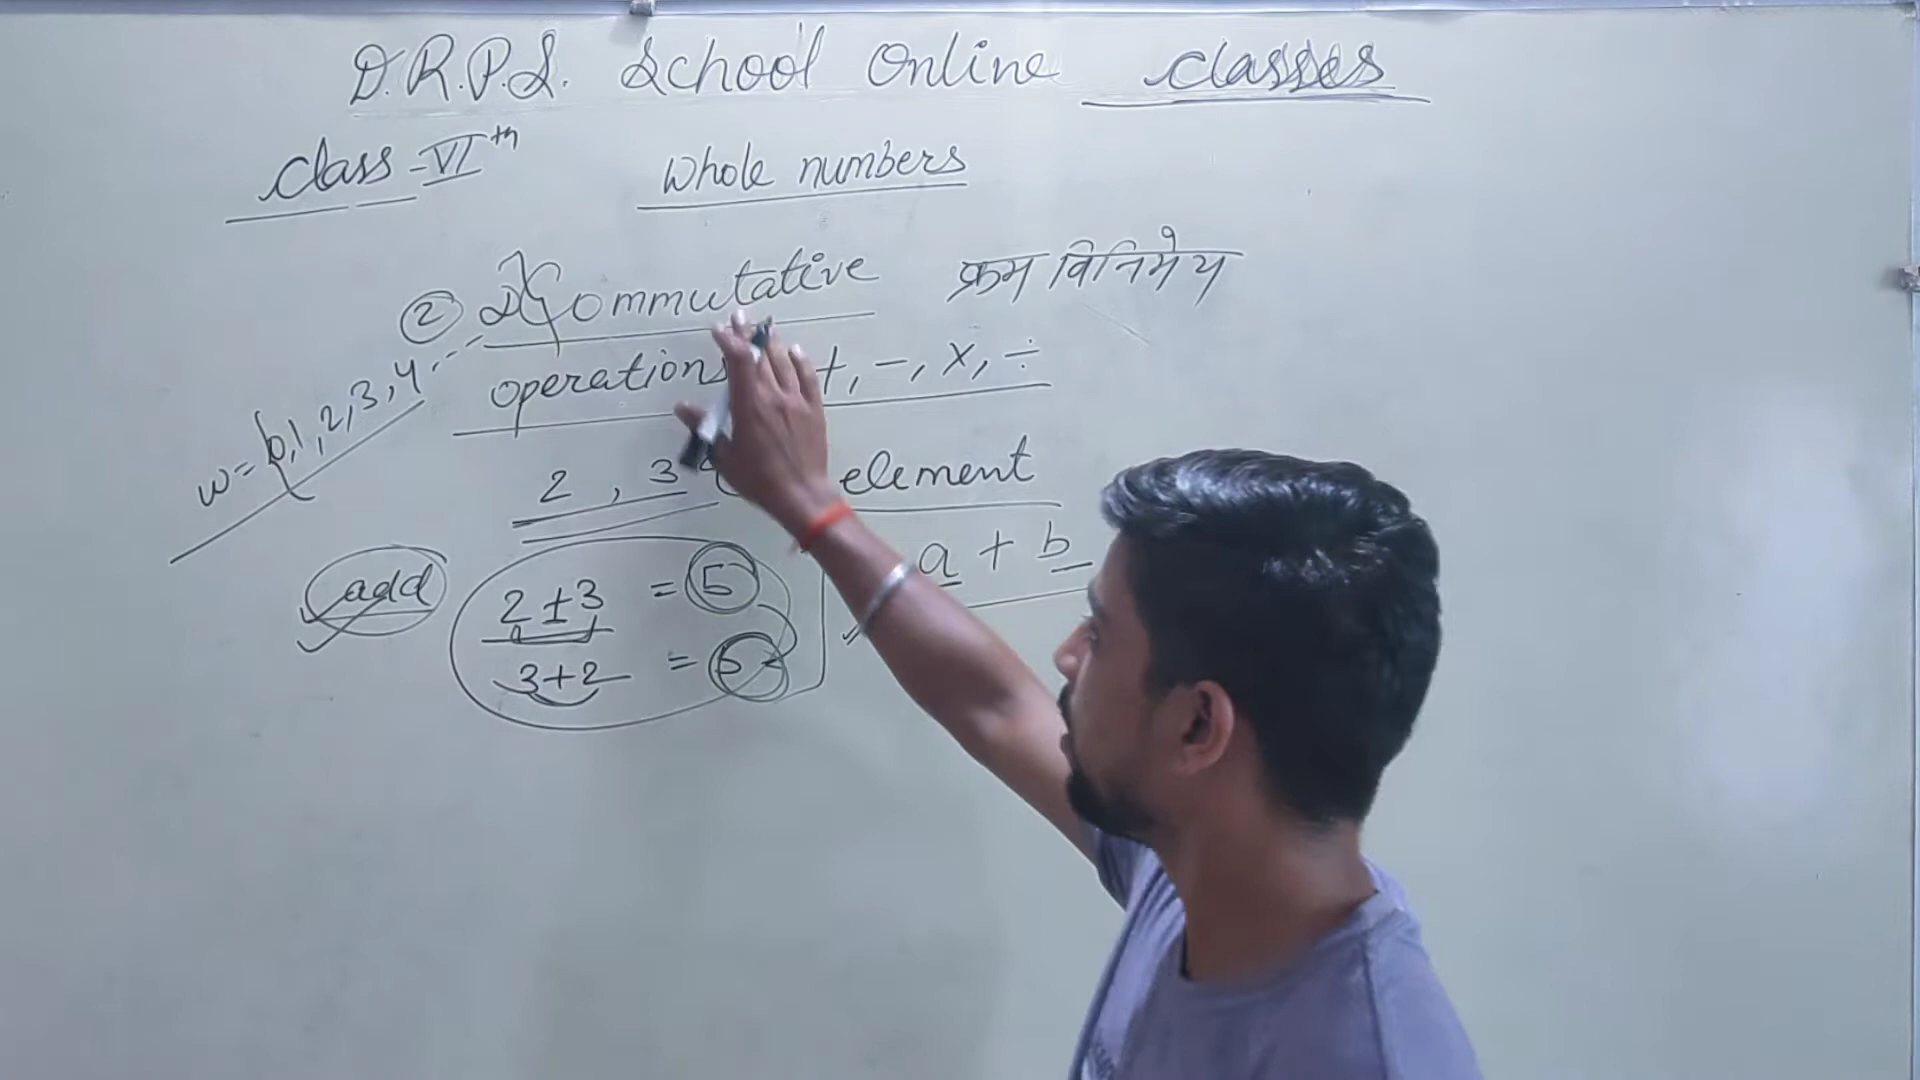 D.R.P.S. School Online classes
class-VIth
Whole numbers
② Commutative क्रम विनिमेय
operations +, -, ×, ÷
w = {0, 1, 2, 3, 4 ---
2 , 3 element
a + b
add
2 + 3 = 5
3 + 2 = 5